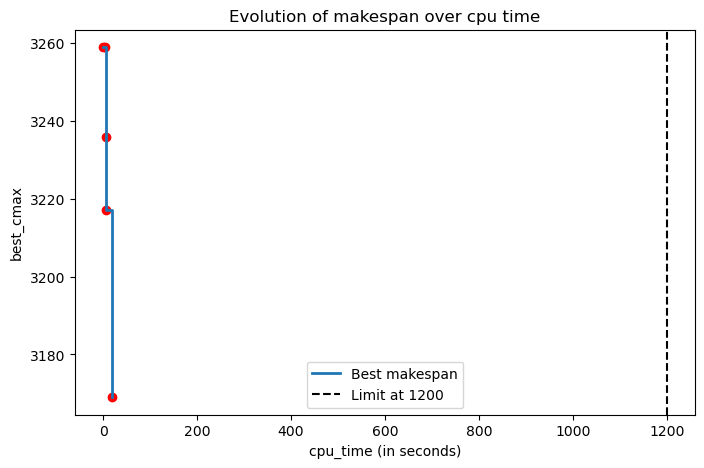 Evolution of makespan over cpu time
best_cmax
3260
3240
3220
3200
3180
0
200
400
600
800
1000
1200
cpu_time (in seconds)
Best makespan
Limit at 1200